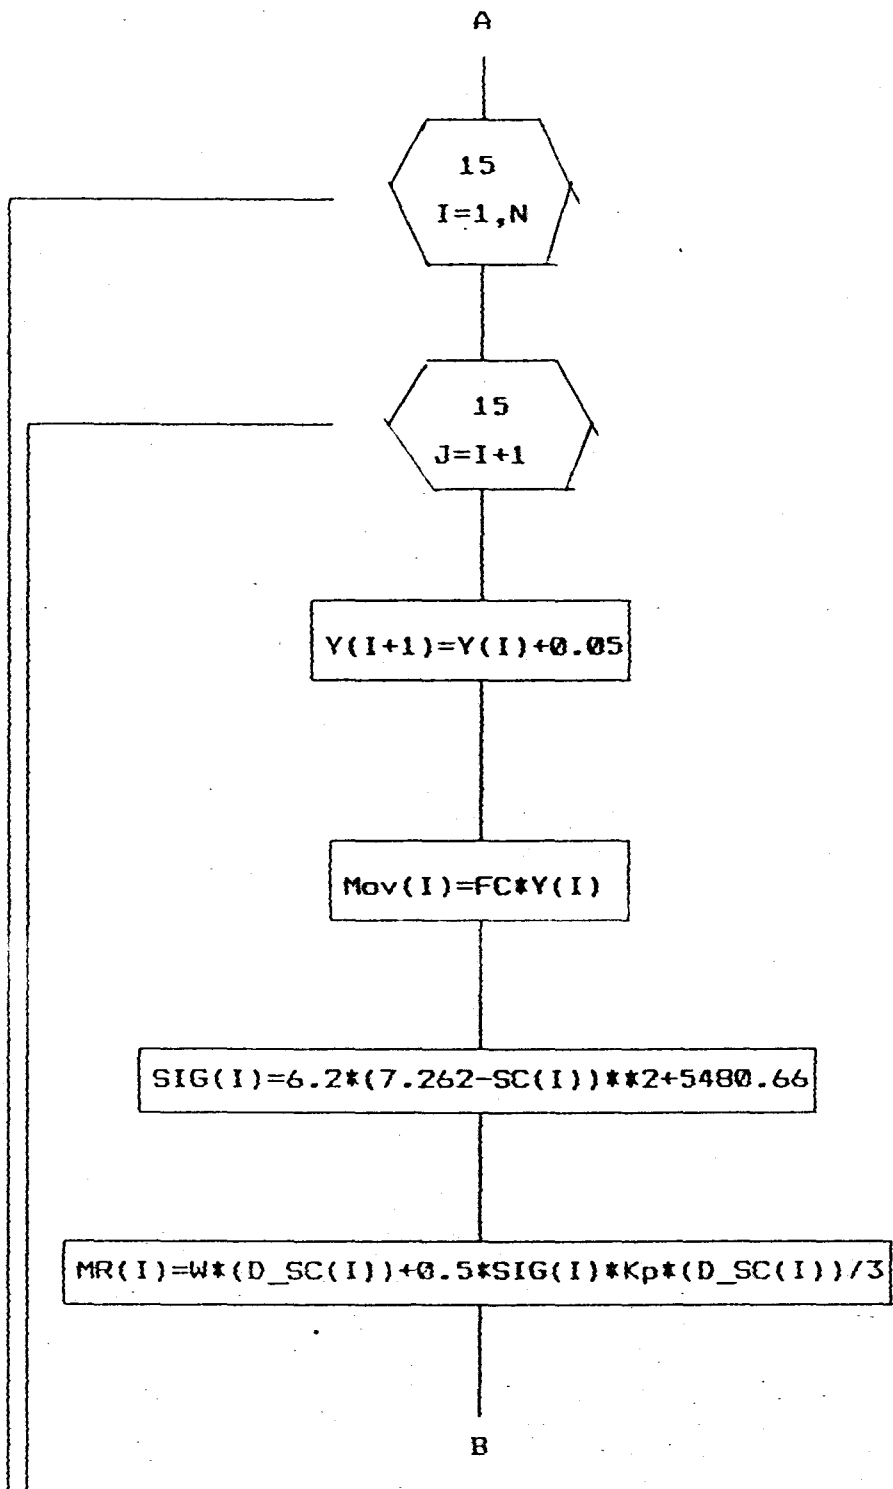 A
15
I=1,N
15
J=I+1
Y(I+1)=Y(I)+0.05
Mov(I)=FC*Y(I)
SIG(I)=6.2*(7.262-SC(I))**2+5480.66
MR(I)=W*(D_SC(I))+0.5*SIG(I)*Kp*(D_SC(I))/3
B